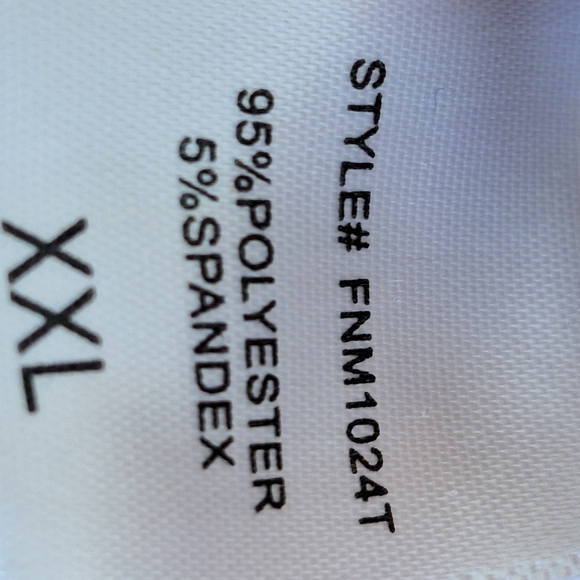 STYLE# FNM1024T
95%POLYESTER
5%SPANDEX
XXL